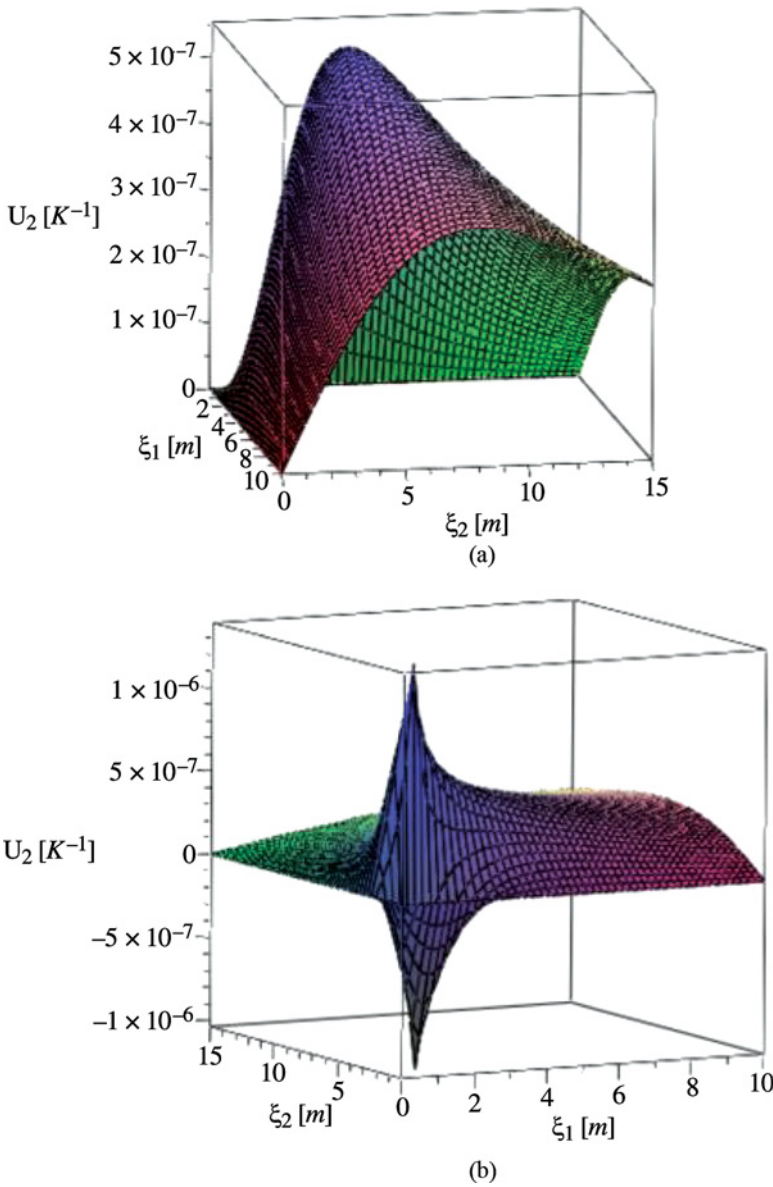 5 × 10⁻⁷
4 × 10⁻⁷
3 × 10⁻⁷
U₂ [K⁻¹]
2 × 10⁻⁷
1 × 10⁻⁷
0
2
4
6
8
10
ξ₁ [m]
0
5
10
15
ξ₂ [m]
(a)
1 × 10⁻⁶
5 × 10⁻⁷
U₂ [K⁻¹]
0
−5 × 10⁻⁷
−1 × 10⁻⁶
15
10
5
ξ₂ [m]
0
2
4
6
8
10
ξ₁ [m]
(b)